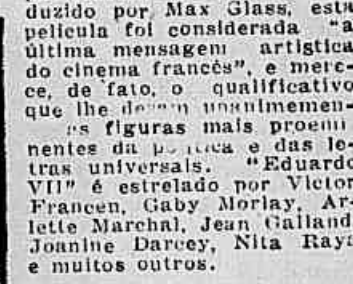 duzido por Max Glass, esta
pelicula foi considerada "a
última mensagem artistica
do cinema francês", e mere-
ce, de fato, o qualificativo
que lhe unanimemen-
figuras mais proemi
nentes da e das le-
tras universais. "Eduardo
VII" é estrelado por Victor
Francen, Gaby Morlay, Ar-
lette Marchal, Jean Galland
Joanine Darcey, Nita Raya
e muitos outros.